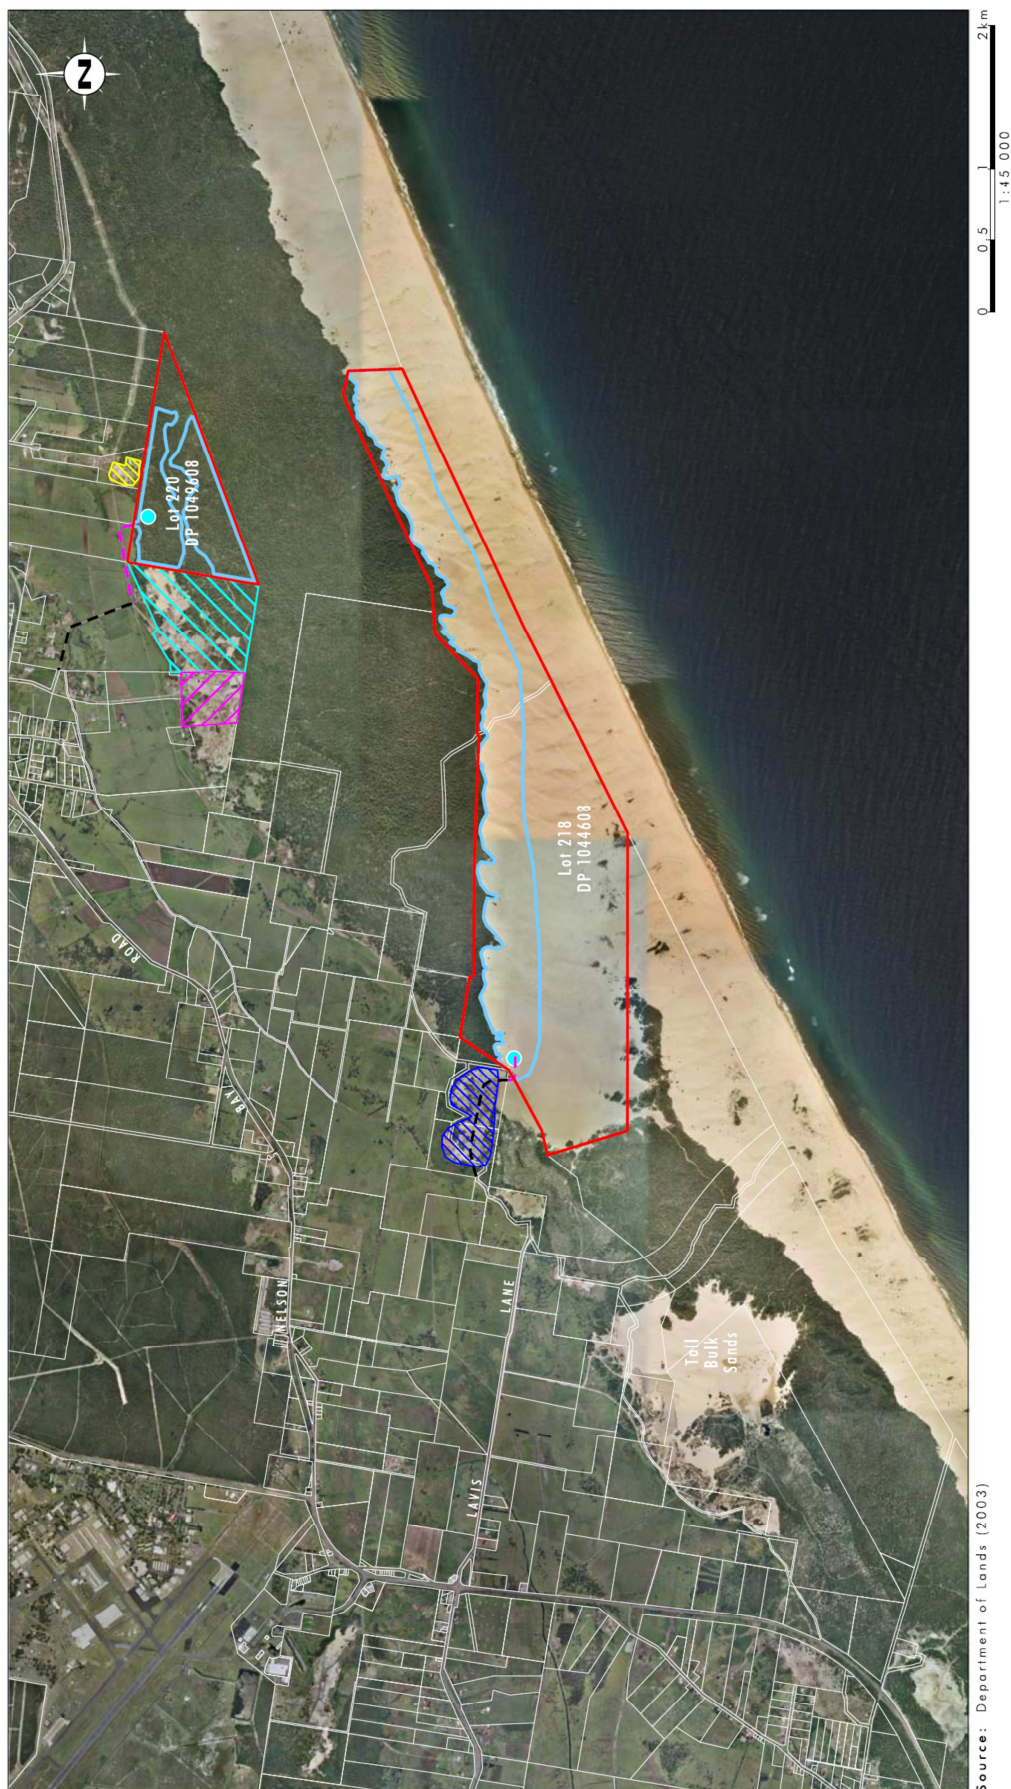 N
Lot 220
DP 1049608
Lot 218
DP 1044608
NELSON
BAY
ROAD
LAVIS
LANE
Toll
Bulk
Sands
Source: Department of Lands (2003)
0 0,5 1 2km
1:45 000